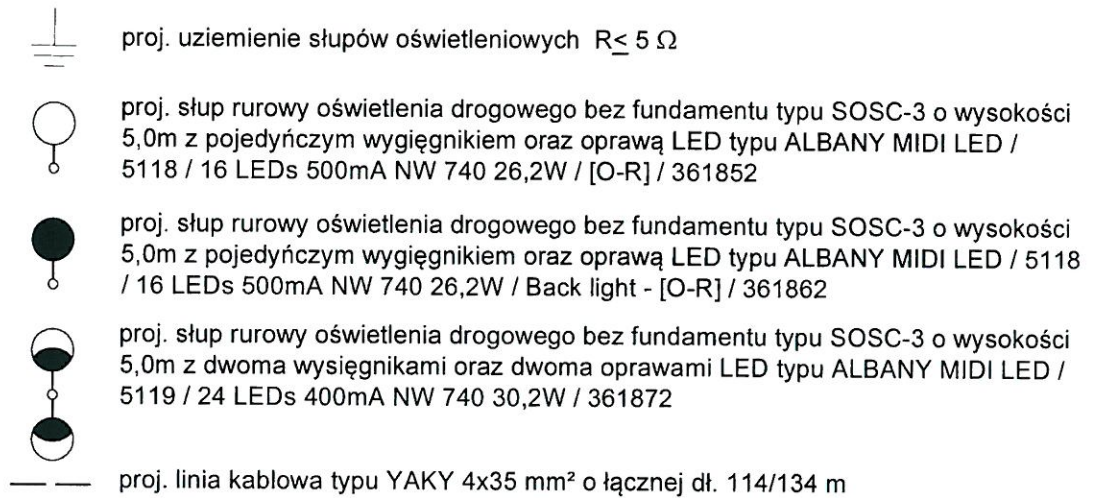 proj. uziemienie słupów oświetleniowych R≤ 5 Ω
proj. słup rurowy oświetlenia drogowego bez fundamentu typu SOSC-3 o wysokości
5,0m z pojedyńczym wygięgnikiem oraz oprawą LED typu ALBANY MIDI LED /
5118 / 16 LEDs 500mA NW 740 26,2W / [O-R] / 361852
proj. słup rurowy oświetlenia drogowego bez fundamentu typu SOSC-3 o wysokości
5,0m z pojedyńczym wygięgnikiem oraz oprawą LED typu ALBANY MIDI LED / 5118
/ 16 LEDs 500mA NW 740 26,2W / Back light - [O-R] / 361862
proj. słup rurowy oświetlenia drogowego bez fundamentu typu SOSC-3 o wysokości
5,0m z dwoma wysięgnikami oraz dwoma oprawami LED typu ALBANY MIDI LED /
5119 / 24 LEDs 400mA NW 740 30,2W / 361872
proj. linia kablowa typu YAKY 4x35 mm² o łącznej dł. 114/134 m